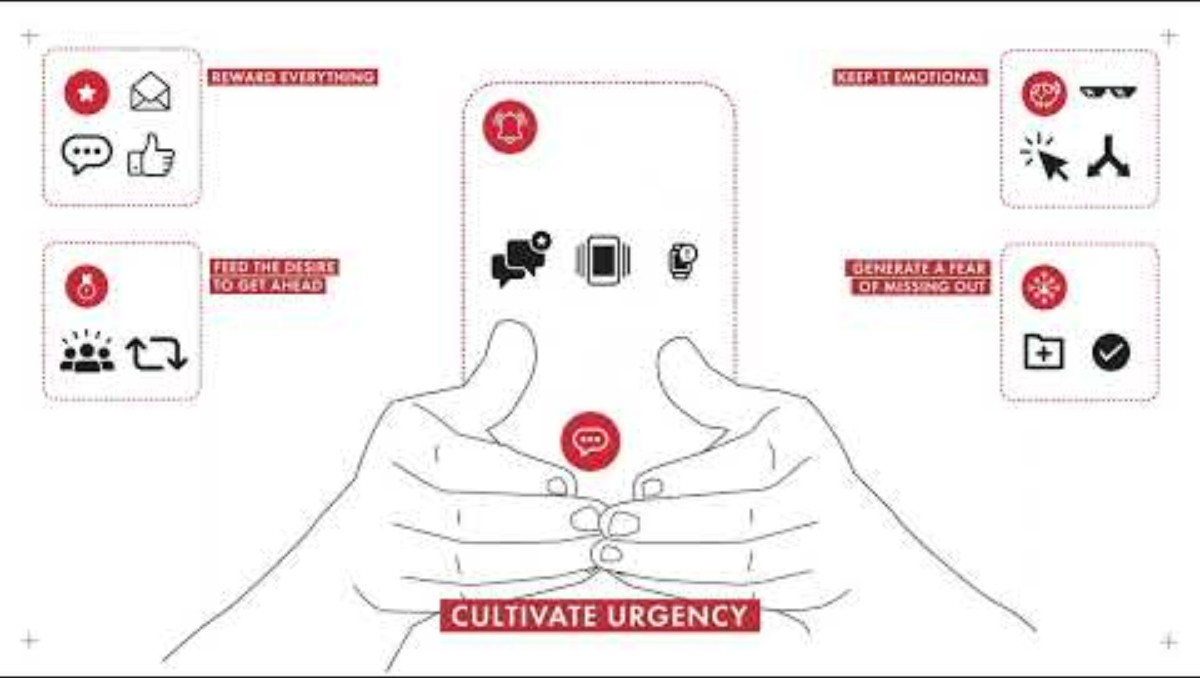 REWARD EVERYTHING
KEEP IT EMOTIONAL
FEED THE DESIRE
TO GET AHEAD
GENERATE A FEAR
OF MISSING OUT
CULTIVATE URGENCY